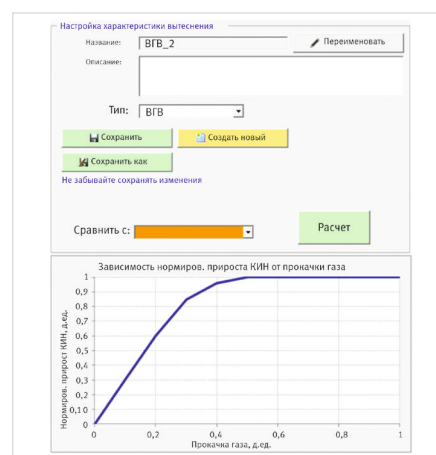 Настройка характеристики вытеснения
Название: ВГВ_2 Переименовать
Описание:
Тип: ВГВ
Сохранить Создать новый
Сохранить как
Не забывайте сохранять изменения
Сравнить с: Расчет
Зависимость нормиров. прироста КИН от прокачки газа
Нормиров. прирост КИН, д.ед.
1
0,9
0,8
0,7
0,6
0,5
0,4
0,3
0,2
0,10
0
0 0,2 0,4 0,6 0,8 1
Прокачка газа, д.ед.